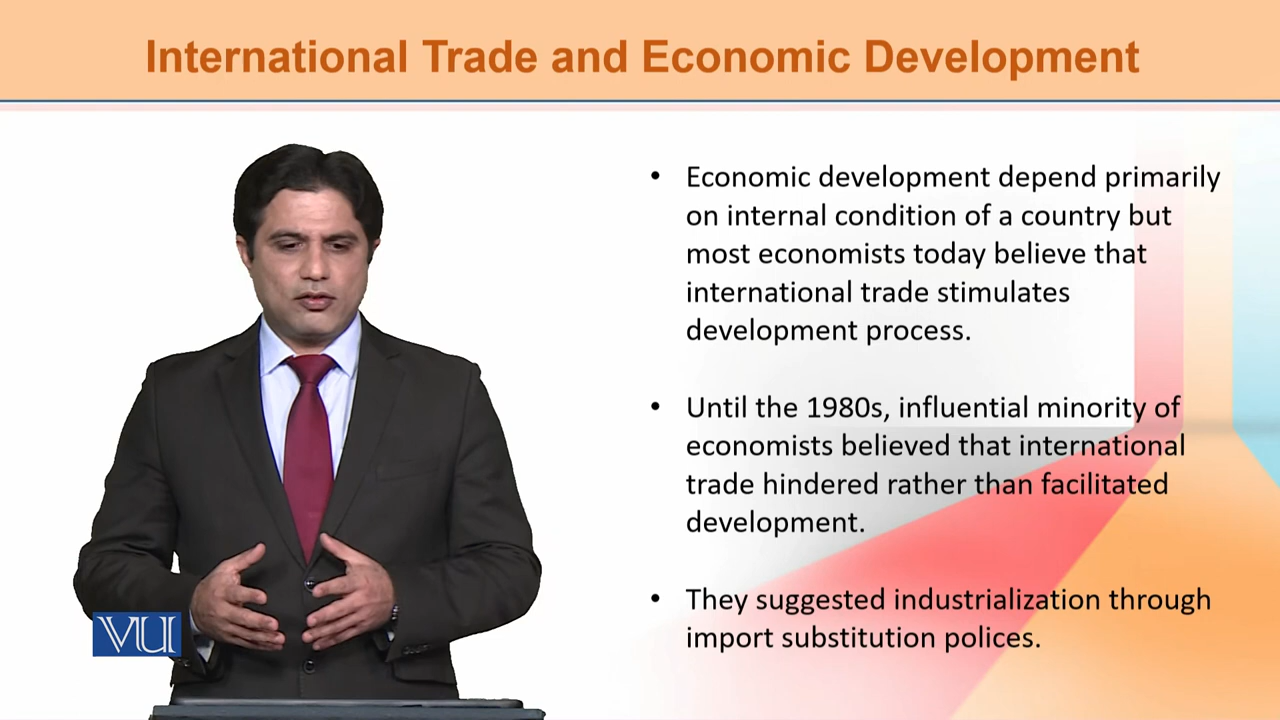 International Trade and Economic Development
• Economic development depend primarily
on internal condition of a country but
most economists today believe that
international trade stimulates
development process.
• Until the 1980s, influential minority of
economists believed that international
trade hindered rather than facilitated
development.
• They suggested industrialization through
import substitution polices.
VU